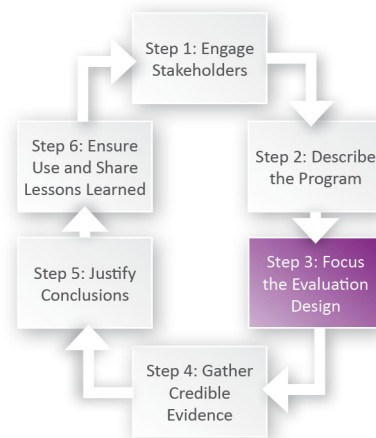 Step 1: Engage
Stakeholders
Step 2: Describe
the Program
Step 3: Focus
the Evaluation
Design
Step 4: Gather
Credible
Evidence
Step 5: Justify
Conclusions
Step 6: Ensure
Use and Share
Lessons Learned